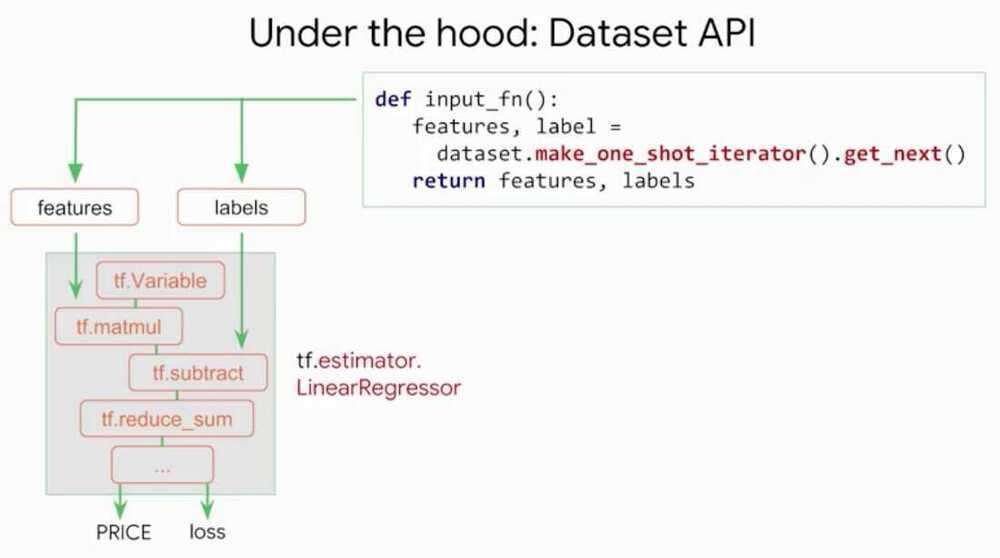 Under the hood: Dataset API
def input_fn():
features, label =
dataset.make_one_shot_iterator().get_next()
return features, labels
features
labels
tf.Variable
tf.matmul
tf.subtract
tf.reduce_sum
...
tf.estimator.
LinearRegressor
PRICE
loss